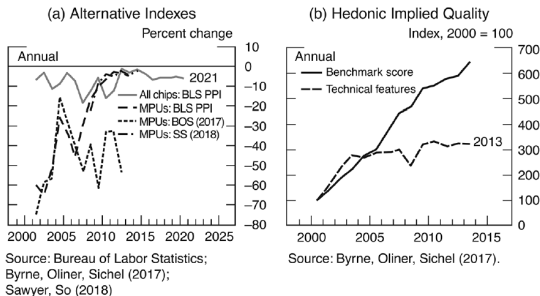 (a) Alternative Indexes
Percent change
Annual
10
0
−10
−20
−30
−40
−50
−60
−70
−80
2021
All chips: BLS PPI
MPUs: BLS PPI
MPUs: BOS (2017)
MPUs: SS (2018)
2000 2005 2010 2015 2020 2025
Source: Bureau of Labor Statistics;
Byrne, Oliner, Sichel (2017);
Sawyer, So (2018)
(b) Hedonic Implied Quality
Index, 2000 = 100
Annual
Benchmark score
Technical features
700
600
500
400
300
200
100
0
2013
2000 2005 2010 2015
Source: Byrne, Oliner, Sichel (2017).